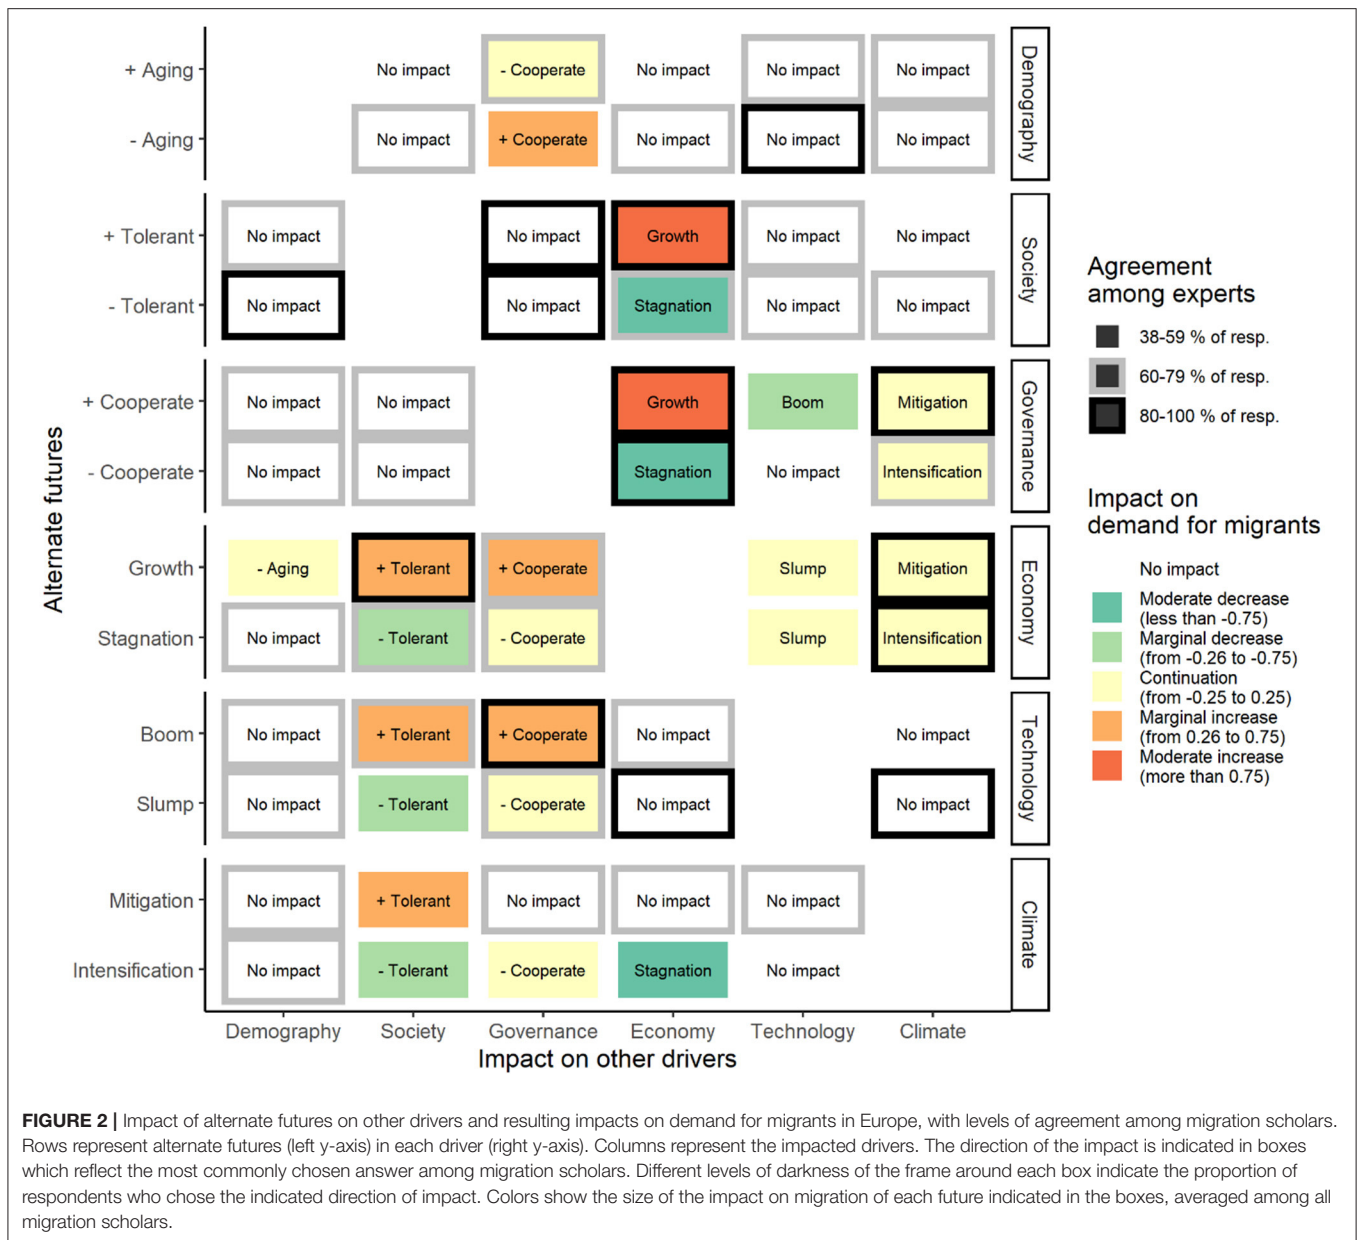 + Aging No impact - Cooperate No impact No impact No impact
- Aging No impact + Cooperate No impact No impact No impact
Demography
+ Tolerant No impact No impact Growth No impact No impact
- Tolerant No impact No impact Stagnation No impact No impact
Society
+ Cooperate No impact No impact Growth Boom Mitigation
- Cooperate No impact No impact Stagnation No impact Intensification
Governance
Growth - Aging + Tolerant + Cooperate Slump Mitigation
Stagnation No impact - Tolerant - Cooperate Slump Intensification
Economy
Boom No impact + Tolerant + Cooperate No impact No impact
Slump No impact - Tolerant - Cooperate No impact No impact
Technology
Mitigation No impact + Tolerant No impact No impact No impact
Intensification No impact - Tolerant - Cooperate Stagnation No impact
Climate
Alternate futures
Demography Society Governance Economy Technology Climate
Impact on other drivers
Agreement
among experts
38-59 % of resp.
60-79 % of resp.
80-100 % of resp.
Impact on
demand for migrants
No impact
Moderate decrease
(less than -0.75)
Marginal decrease
(from -0.26 to -0.75)
Continuation
(from -0.25 to 0.25)
Marginal increase
(from 0.26 to 0.75)
Moderate increase
(more than 0.75)
FIGURE 2 | Impact of alternate futures on other drivers and resulting impacts on demand for migrants in Europe, with levels of agreement among migration scholars.
Rows represent alternate futures (left y-axis) in each driver (right y-axis). Columns represent the impacted drivers. The direction of the impact is indicated in boxes
which reflect the most commonly chosen answer among migration scholars. Different levels of darkness of the frame around each box indicate the proportion of
respondents who chose the indicated direction of impact. Colors show the size of the impact on migration of each future indicated in the boxes, averaged among all
migration scholars.